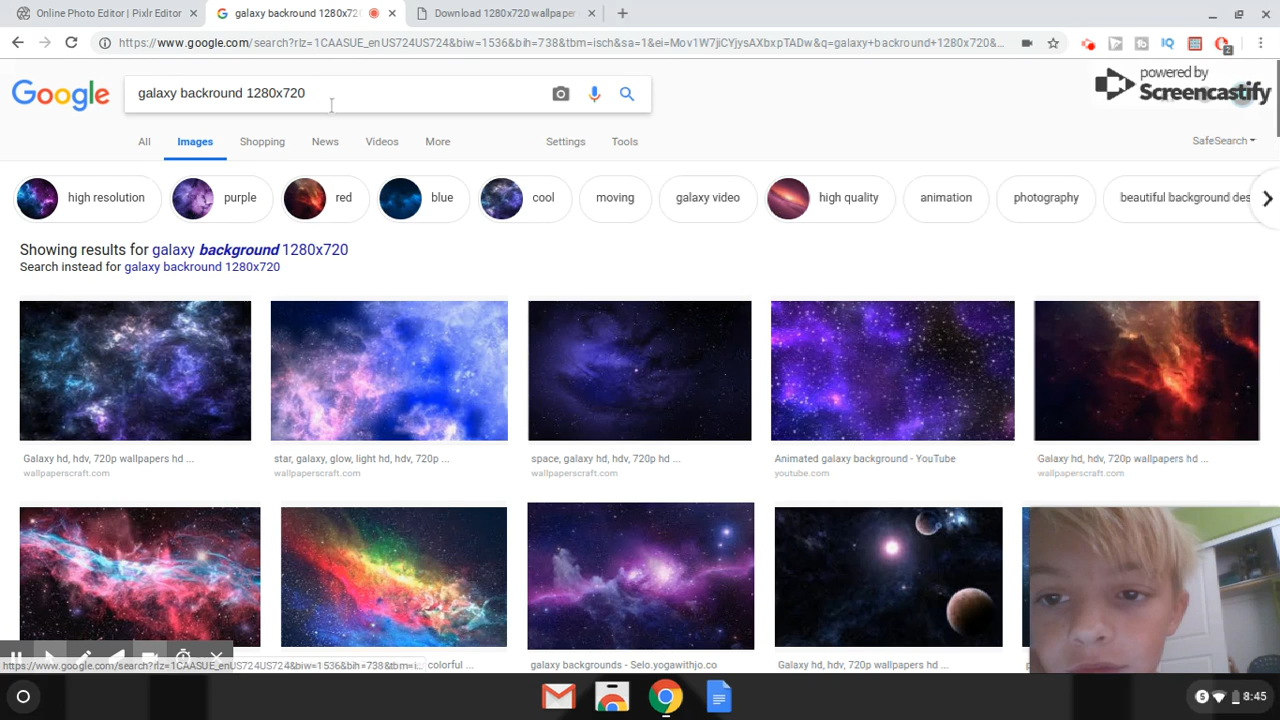 Online Photo Editor | Pixlr Editor
galaxy backround 1280x720
Download 1280x720 wallpaper
https://www.google.com/search?rlz=1CAASUE_enUS724US724&biw=1536&bih=738&tbm=isch&sa=1&ei=Mov1W7jiCYjysAXbxpTADw&q=galaxy+backround+1280x720&...
fb
IQ
2
Google
galaxy backround 1280x720
powered by
Screencastify
All
Images
Shopping
News
Videos
More
Settings
Tools
SafeSearch
high resolution
purple
red
blue
cool
moving
galaxy video
high quality
animation
photography
beautiful background des
Showing results for galaxy background 1280x720
Search instead for galaxy backround 1280x720
Galaxy hd, hdv, 720p wallpapers hd ...
wallpaperscraft.com
star, galaxy, glow, light hd, hdv, 720p ...
wallpaperscraft.com
space, galaxy hd, hdv, 720p hd ...
wallpaperscraft.com
Animated galaxy background - YouTube
youtube.com
Galaxy hd, hdv, 720p wallpapers hd ...
wallpaperscraft.com
https://www.google.com/search?rlz=1CAASUE_enUS724US724&biw=1536&bih=738&tbm=i...
colorful ...
galaxy backgrounds - Selo.yogawithjo.co
Galaxy hd, hdv, 720p wallpapers hd ...
S
8:45